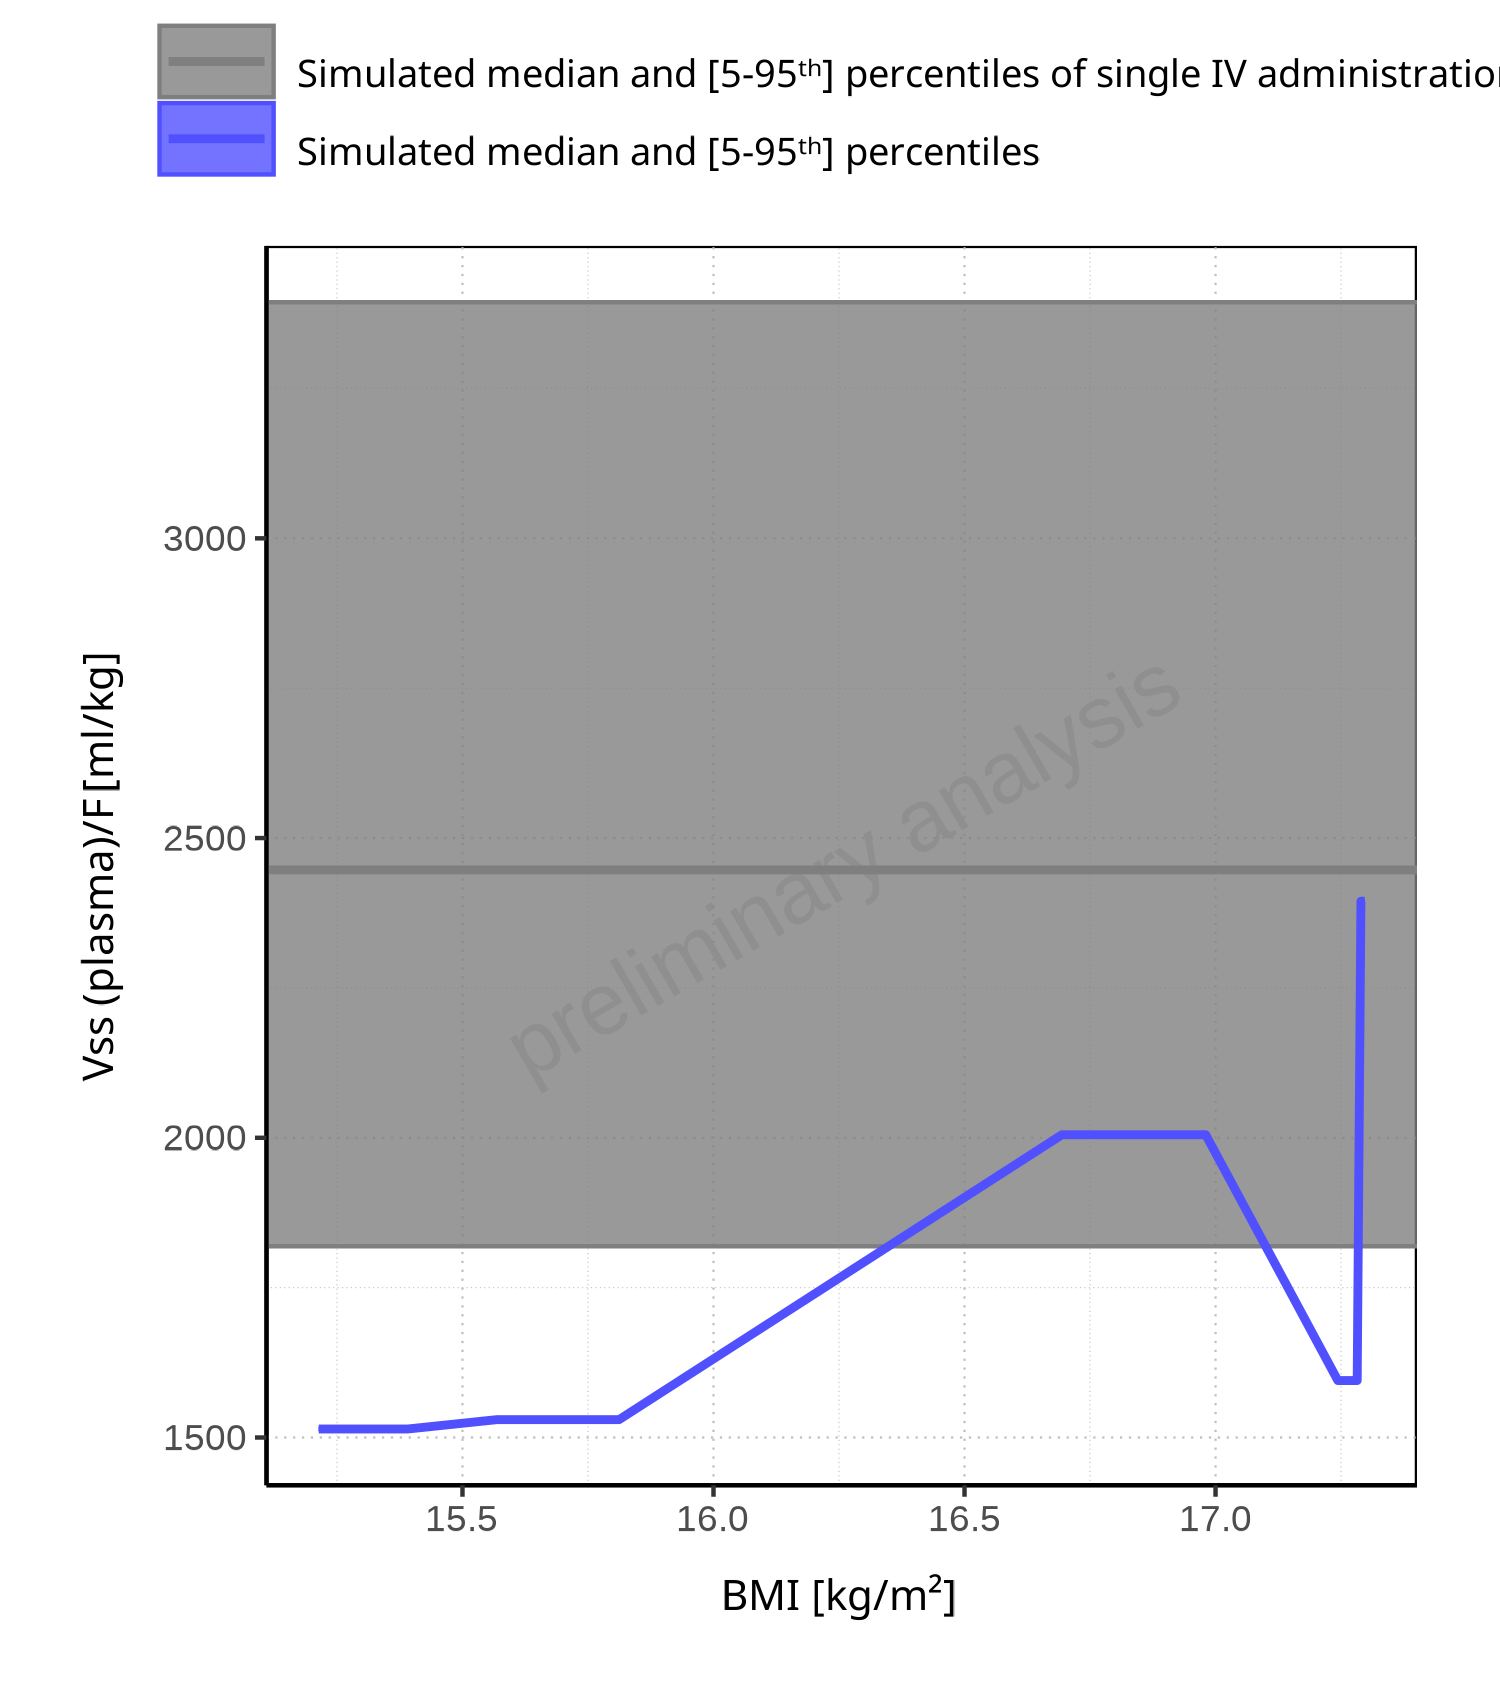 Simulated median and [5-95ᵗʰ] percentiles of single IV administration
Simulated median and [5-95ᵗʰ] percentiles
Vss (plasma)/F [ml/kg]
3000
2500
2000
1500
preliminary analysis
15.5 16.0 16.5 17.0
BMI [kg/m²]